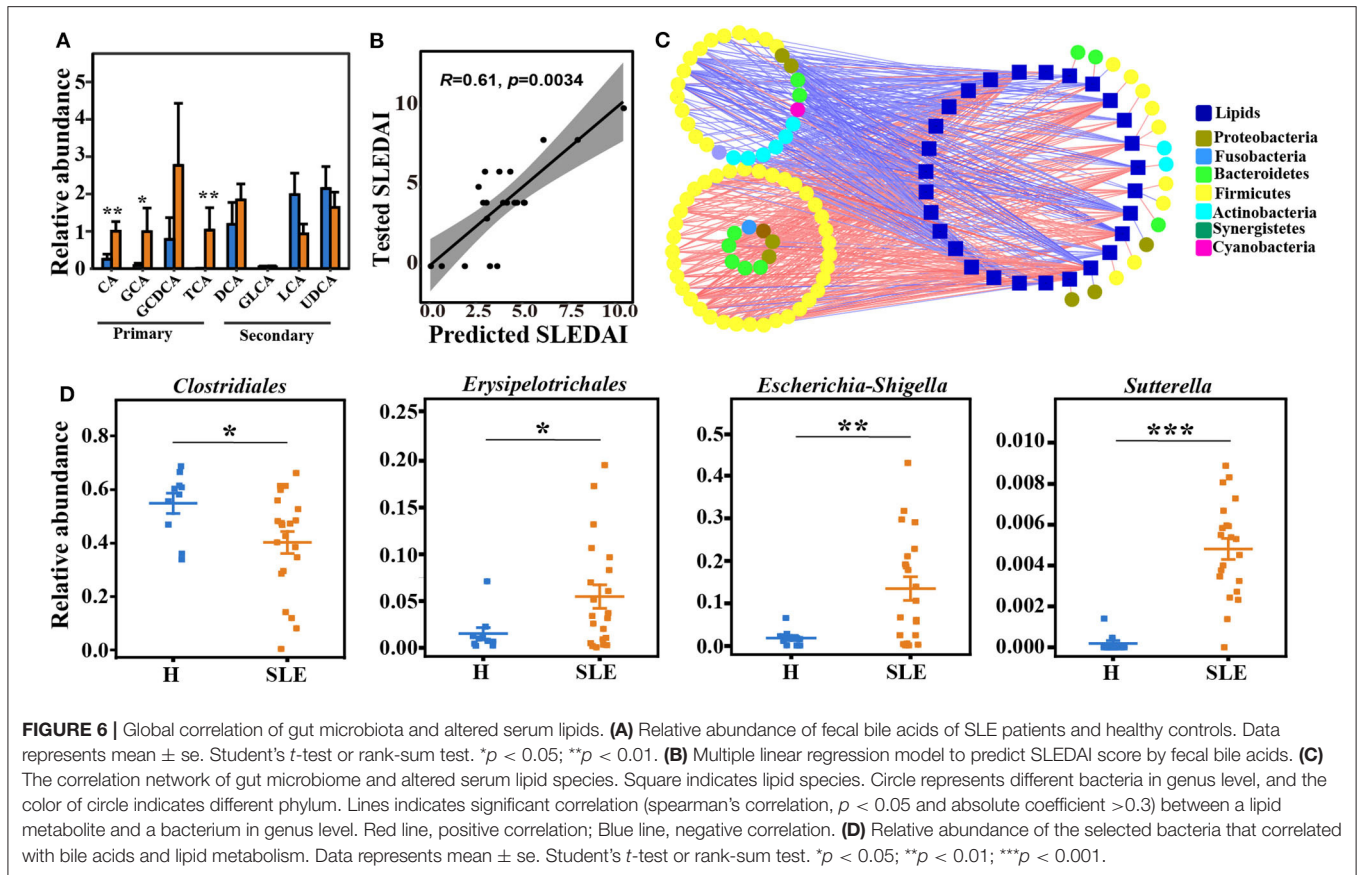 A
Relative abundance
5
4
3
2
1
0
**
*
**
CA
GCA
GCDCA
TCA
DCA
GLCA
LCA
UDCA
Primary
Secondary
B
R=0.61, p=0.0034
Tested SLEDAI
10
5
0
0.0
2.5
5.0
7.5
10.0
Predicted SLEDAI
C
Lipids
Proteobacteria
Fusobacteria
Bacteroidetes
Firmicutes
Actinobacteria
Synergistetes
Cyanobacteria
D
Relative abundance
Clostridiales
*
0.8
0.6
0.4
0.2
0.0
H
SLE
Erysipelotrichales
*
0.25
0.20
0.15
0.10
0.05
0.00
H
SLE
Escherichia-Shigella
**
0.5
0.4
0.3
0.2
0.1
0.0
H
SLE
Sutterella
***
0.010
0.008
0.006
0.004
0.002
0.000
H
SLE
FIGURE 6 | Global correlation of gut microbiota and altered serum lipids. (A) Relative abundance of fecal bile acids of SLE patients and healthy controls. Data
represents mean ± se. Student's t-test or rank-sum test. *p < 0.05; **p < 0.01. (B) Multiple linear regression model to predict SLEDAI score by fecal bile acids. (C)
The correlation network of gut microbiome and altered serum lipid species. Square indicates lipid species. Circle represents different bacteria in genus level, and the
color of circle indicates different phylum. Lines indicates significant correlation (spearman's correlation, p < 0.05 and absolute coefficient >0.3) between a lipid
metabolite and a bacterium in genus level. Red line, positive correlation; Blue line, negative correlation. (D) Relative abundance of the selected bacteria that correlated
with bile acids and lipid metabolism. Data represents mean ± se. Student's t-test or rank-sum test. *p < 0.05; **p < 0.01; ***p < 0.001.